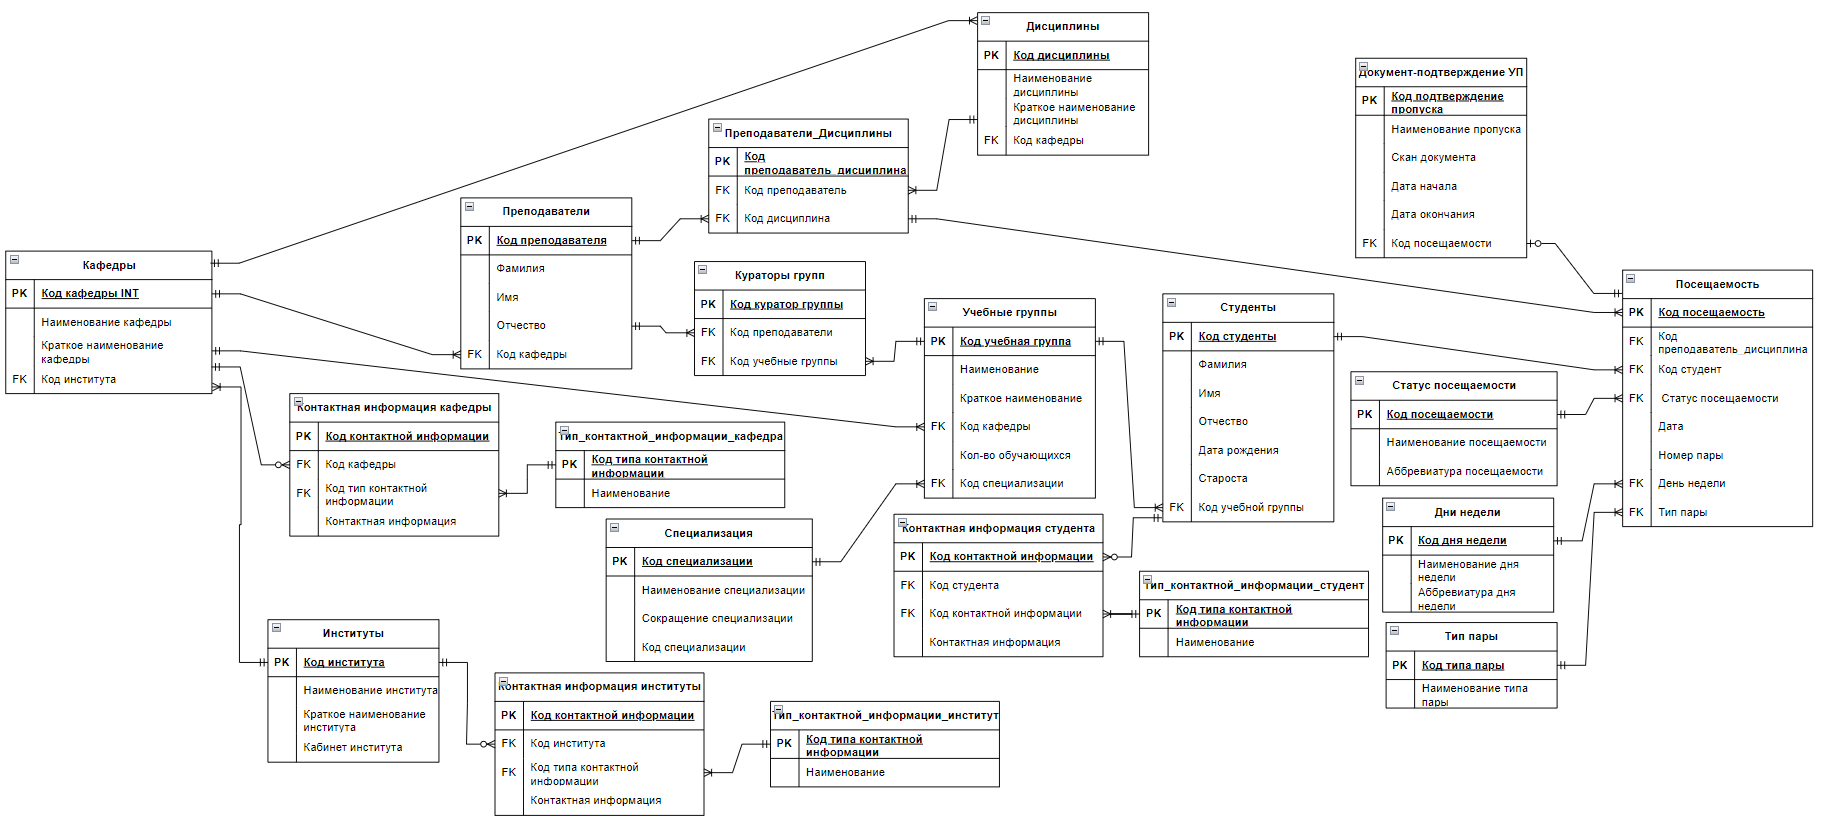 Дисциплины
PK Код дисциплины
Наименование
дисциплины
Краткое наименование
дисциплины
FK Код кафедры
Документ-подтверждение УП
PK Код подтверждение
пропуска
Наименование пропуска
Скан документа
Дата начала
Дата окончания
FK Код посещаемости
Преподаватели_Дисциплины
PK Код
преподаватель_дисциплина
FK Код преподаватель
FK Код дисциплина
Преподаватели
PK Код преподавателя
Фамилия
Имя
Отчество
FK Код кафедры
Кафедры
PK Код кафедры INT
Наименование кафедры
Краткое наименование
кафедры
FK Код института
Кураторы групп
PK Код куратор группы
FK Код преподаватели
FK Код учебные группы
Учебные группы
PK Код учебная группа
Наименование
Краткое наименование
FK Код кафедры
Кол-во обучающихся
FK Код специализации
Студенты
PK Код студенты
Фамилия
Имя
Отчество
Дата рождения
Староста
FK Код учебной группы
Посещаемость
PK Код посещаемость
FK Код
преподаватель_дисциплина
FK Код студент
FK Статус посещаемости
Дата
Номер пары
FK День недели
FK Тип пары
Статус посещаемости
PK Код посещаемости
Наименование посещаемости
Аббревиатура посещаемости
Контактная информация кафедры
PK Код контактной информации
FK Код кафедры
FK Код тип контактной
информации
Контактная информация
Тип_контактной_информации_кафедра
PK Код типа контактной
информации
Наименование
Специализация
PK Код специализации
Наименование специализации
Сокращение специализации
Код специализации
Контактная информация студента
PK Код контактной информации
FK Код студента
FK Код контактной информации
Контактная информация
Тип_контактной_информации_студент
PK Код типа контактной
информации
Наименование
Дни недели
PK Код дня недели
Наименование дня
недели
Аббревиатура дня
недели
Тип пары
PK Код типа пары
Наименование типа
пары
Институты
PK Код института
Наименование института
Краткое наименование
института
Кабинет института
Контактная информация институты
PK Код контактной информации
FK Код института
FK Код типа контактной
информации
Контактная информация
Тип_контактной_информации_институт
PK Код типа контактной
информации
Наименование